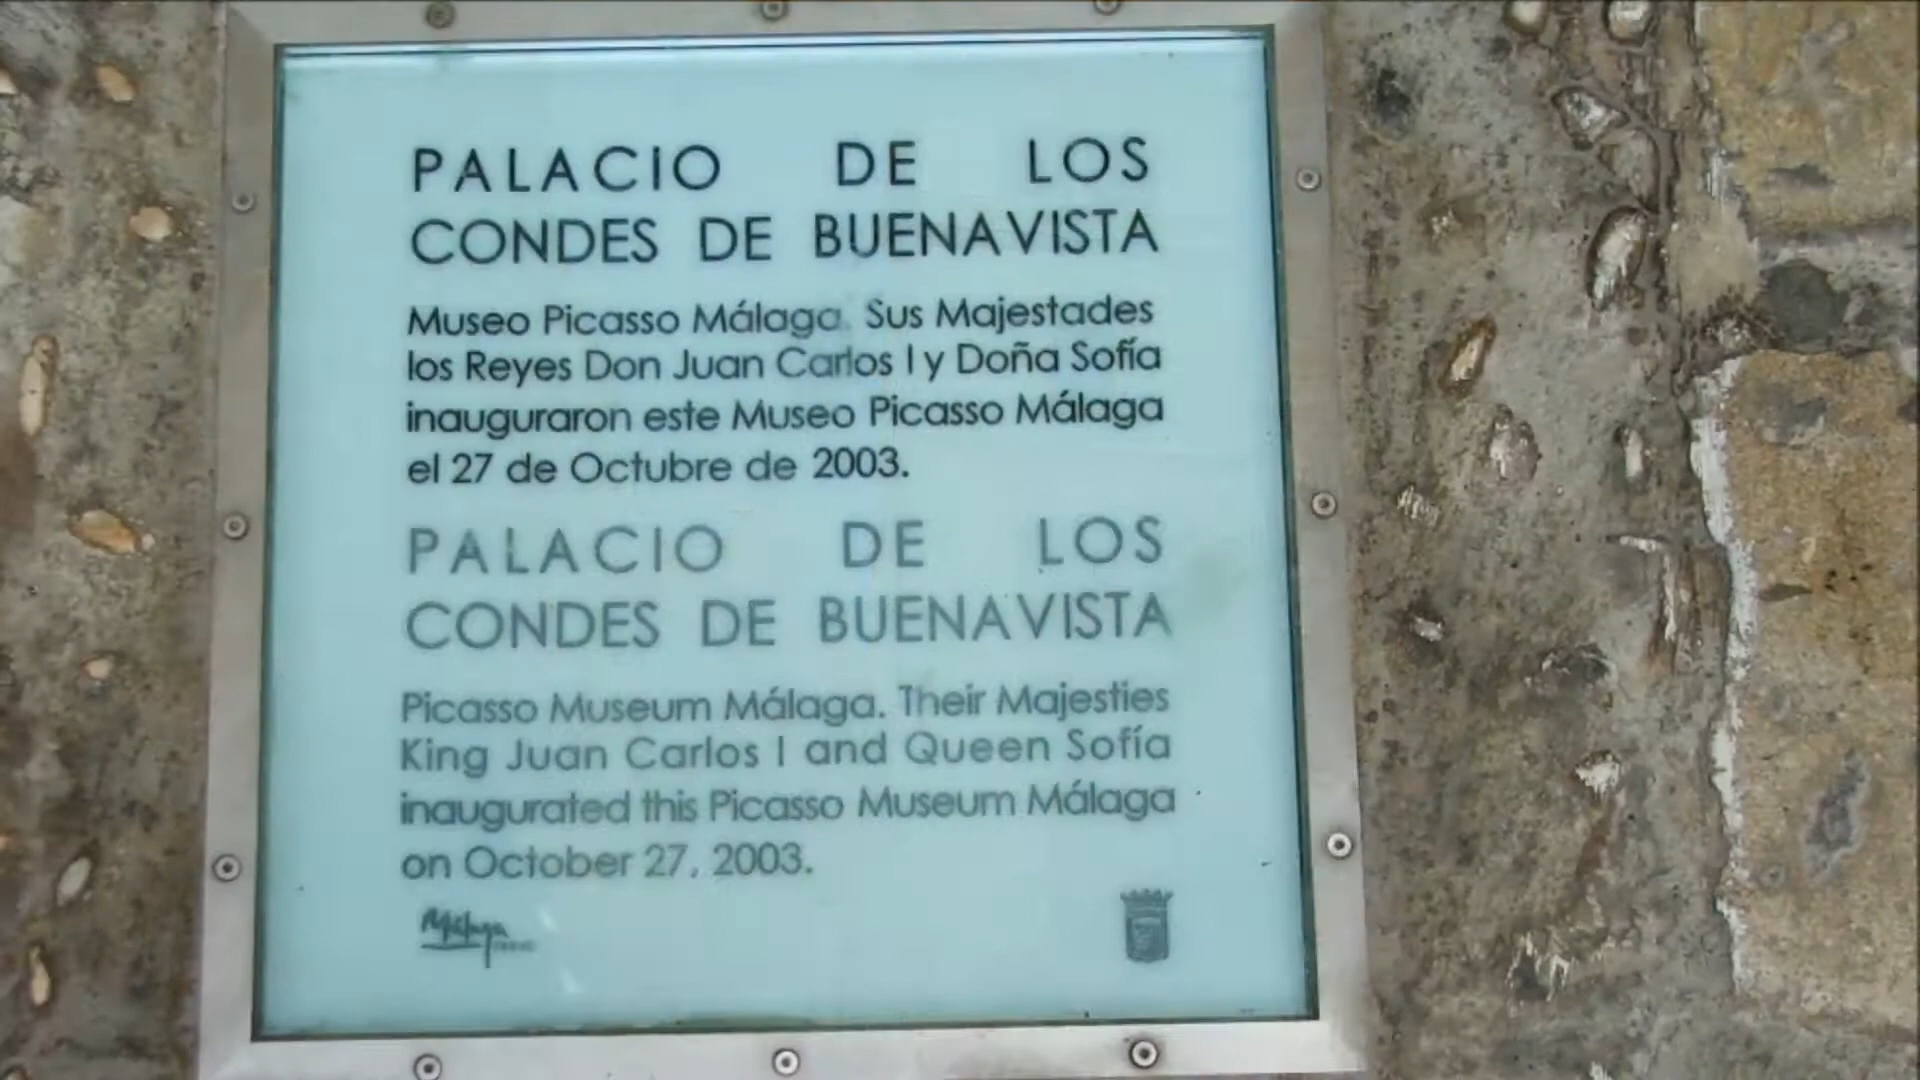 PALACIO DE LOS
CONDES DE BUENAVISTA
Museo Picasso Málaga. Sus Majestades
los Reyes Don Juan Carlos I y Doña Sofía
inauguraron este Museo Picasso Málaga
el 27 de Octubre de 2003.
PALACIO DE LOS
CONDES DE BUENAVISTA
Picasso Museum Málaga. Their Majesties
King Juan Carlos I and Queen Sofía
inaugurated this Picasso Museum Málaga
on October 27, 2003.
Málaga